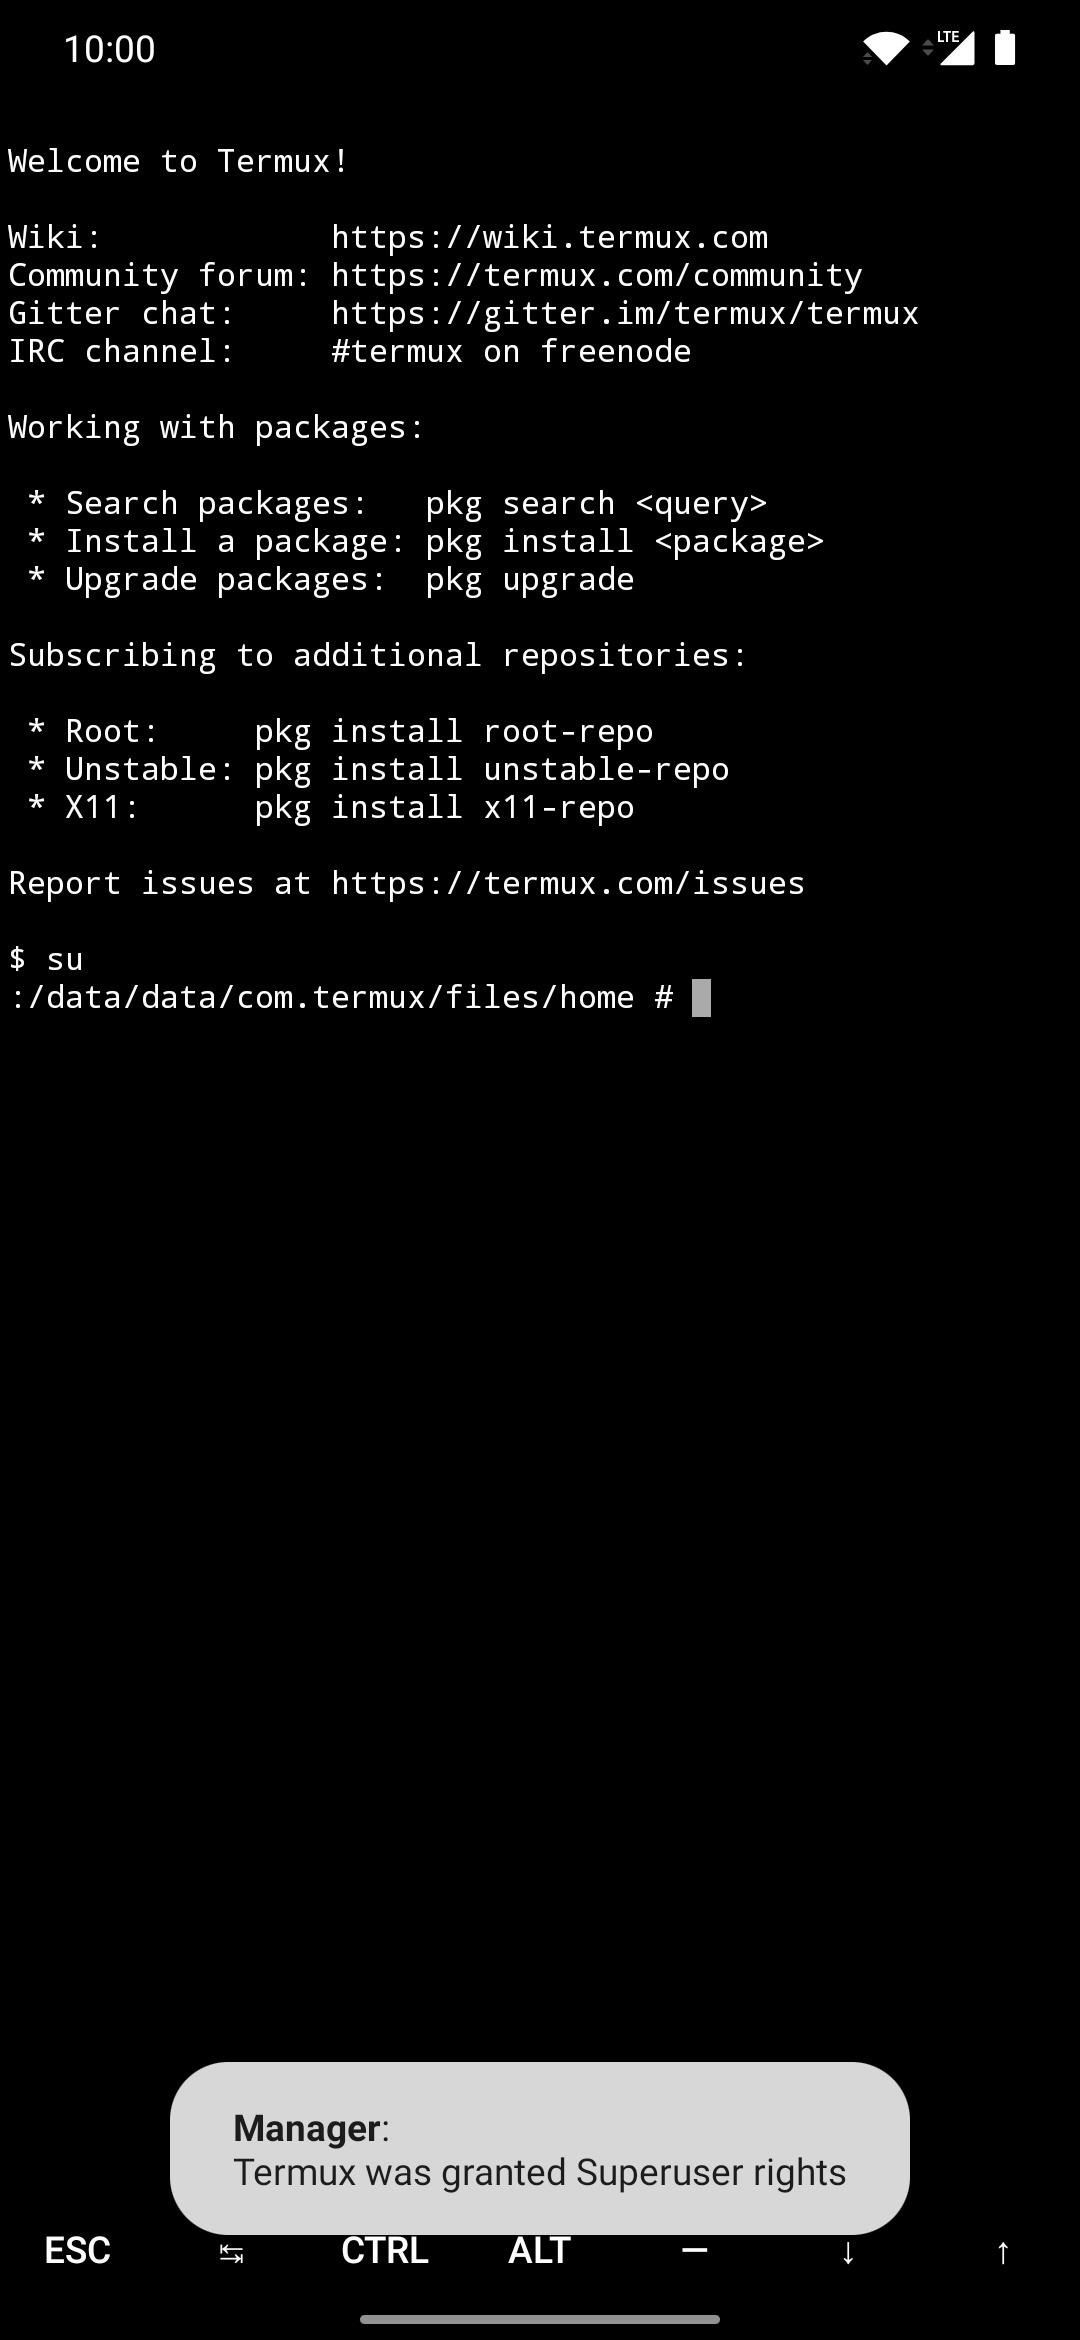 10:00
LTE
Welcome to Termux!
Wiki:            https://wiki.termux.com
Community forum: https://termux.com/community
Gitter chat:     https://gitter.im/termux/termux
IRC channel:     #termux on freenode
Working with packages:
 * Search packages:   pkg search <query>
 * Install a package: pkg install <package>
 * Upgrade packages:  pkg upgrade
Subscribing to additional repositories:
 * Root:     pkg install root-repo
 * Unstable: pkg install unstable-repo
 * X11:      pkg install x11-repo
Report issues at https://termux.com/issues
$ su
:/data/data/com.termux/files/home #
Manager:
Termux was granted Superuser rights
ESC ↹ CTRL ALT — ↓ ↑